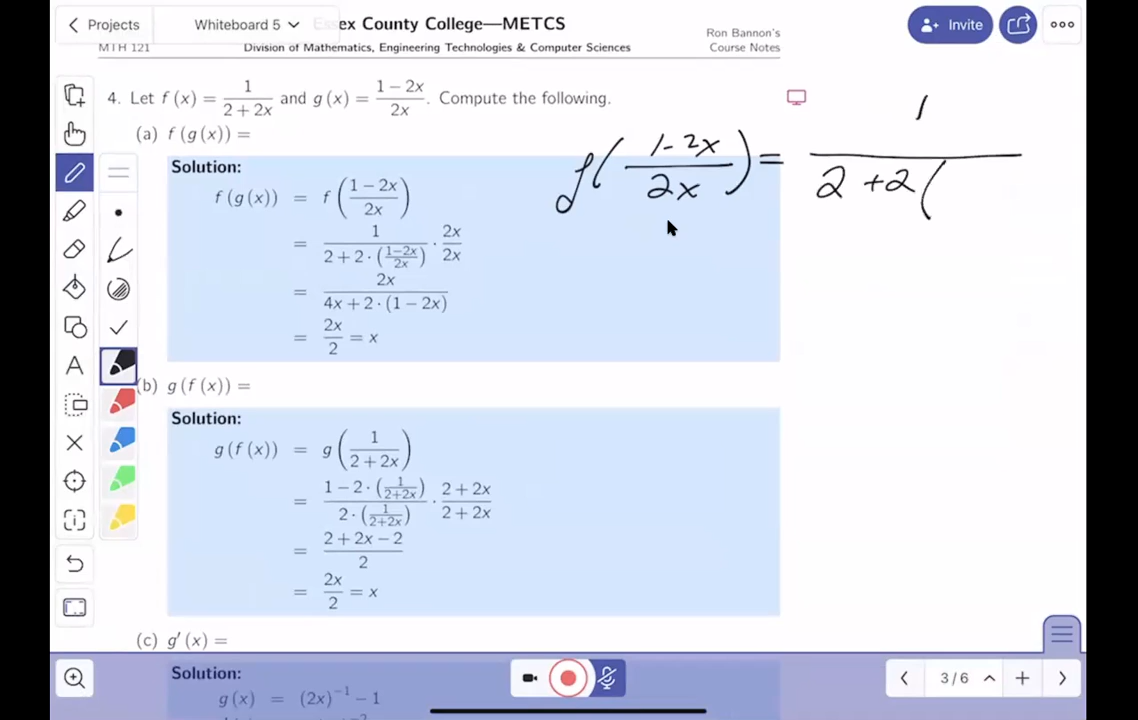 Projects
Whiteboard 5
sex County College—METCS
Ron Bannon's
MTH 121
Division of Mathematics, Engineering Technologies & Computer Sciences
Course Notes
Invite
4. Let f (x) = 1/(2 + 2x) and g (x) = (1 − 2x)/(2x). Compute the following.
(a) f (g (x)) =
Solution:
f (g (x)) = f ((1 − 2x)/(2x))
= 1/(2 + 2 · ((1−2x)/(2x))) · 2x/2x
= 2x/(4x + 2 · (1 − 2x))
= 2x/2 = x
f((1-2x)/(2x)) = 1/(2 +2(
(b) g (f (x)) =
Solution:
g (f (x)) = g (1/(2 + 2x))
= (1 − 2 · (1/(2+2x)))/(2 · (1/(2+2x))) · (2 + 2x)/(2 + 2x)
= (2 + 2x − 2)/2
= 2x/2 = x
(c) g′ (x) =
Solution:
g (x) = (2x)⁻¹ − 1
3/6